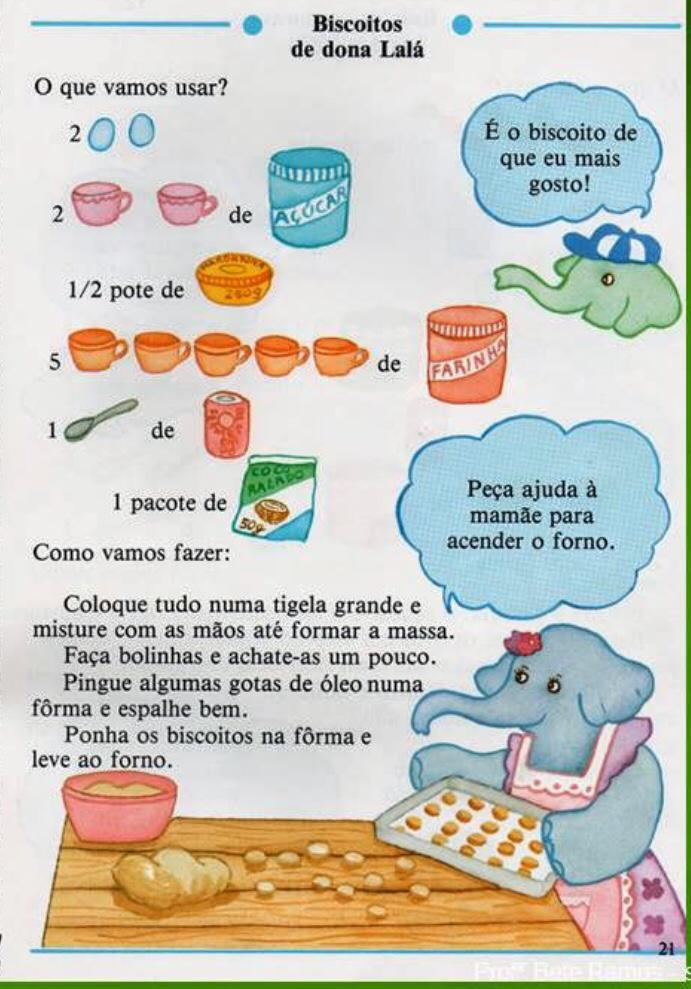 Biscoitos
de dona Lalá
O que vamos usar?
2
É o biscoito de
que eu mais
gosto!
2 de
AÇÚCAR
1/2 pote de
MARGARINA
250g
5 de
FARINHA
1 de
1 pacote de
COCO
RALADO
50g
Peça ajuda à
mamãe para
acender o forno.
Como vamos fazer:
Coloque tudo numa tigela grande e
misture com as mãos até formar a massa.
Faça bolinhas e achate-as um pouco.
Pingue algumas gotas de óleo numa
fôrma e espalhe bem.
Ponha os biscoitos na fôrma e
leve ao forno.
21
Profª Bete Ramos